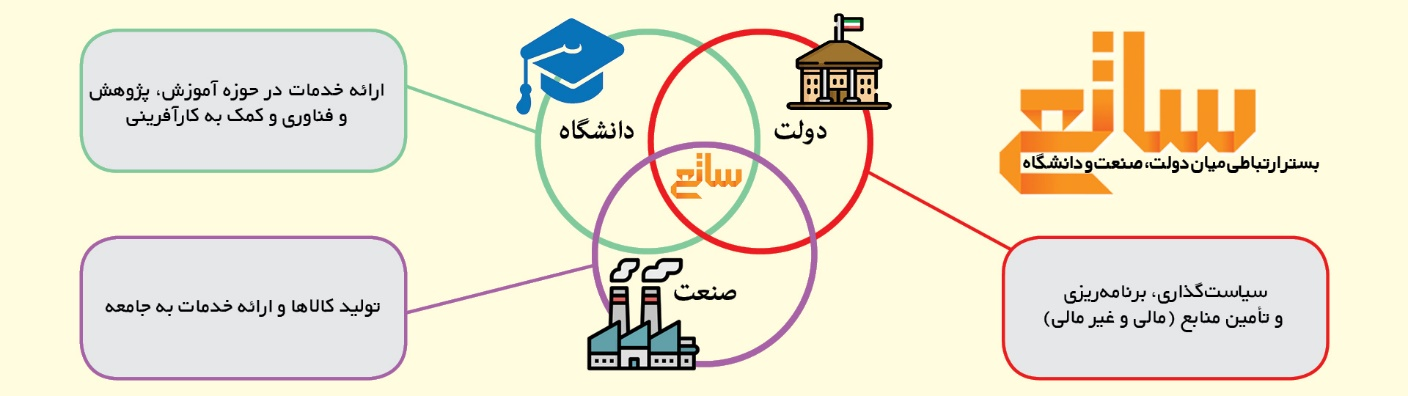 ساتع
بستر ارتباطی میان دولت، صنعت و دانشگاه
دولت
دانشگاه
ساتع
صنعت
ارائه خدمات در حوزه آموزش، پژوهش
و فناوری و کمک به کارآفرینی
سیاست‌گذاری، برنامه‌ریزی
و تأمین منابع (مالی و غیر مالی)
تولید کالاها و ارائه خدمات به جامعه